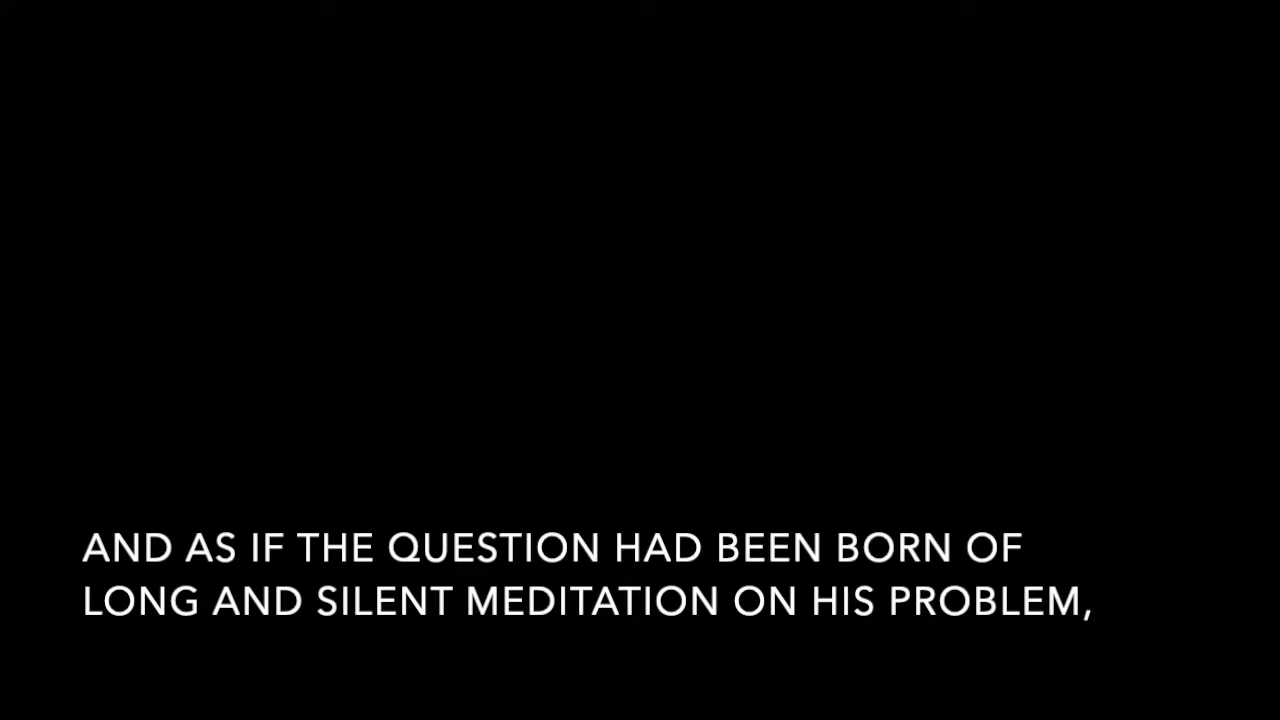 AND AS IF THE QUESTION HAD BEEN BORN OF
LONG AND SILENT MEDITATION ON HIS PROBLEM,